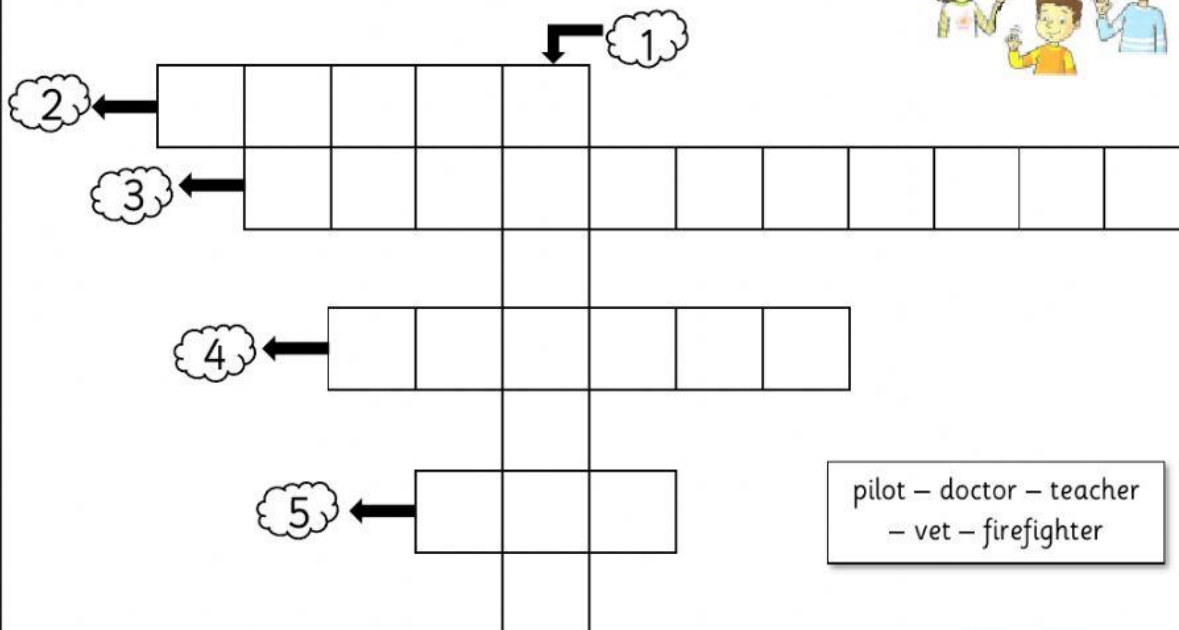 1
2
3
4
5
pilot – doctor – teacher
– vet – firefighter